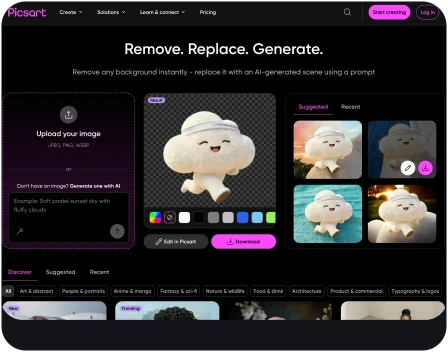 Picsart
Create
Solutions
Learn & connect
Pricing
Start creating
Log in
Remove. Replace. Generate.
Remove any background instantly - replace it with an AI-generated scene using a prompt
Upload your image
JPEG, PNG, WEBP
or
Don't have an image? Generate one with AI
Example: Soft pastel sunset sky with
fluffy clouds
Result
Edit in Picsart
Download
Suggested
Recent
Discover
Suggested
Recent
All
Art & abstract
People & portraits
Anime & manga
Fantasy & sci-fi
Nature & wildlife
Food & drink
Architecture
Product & commercial
Typography & logos
New
Trending